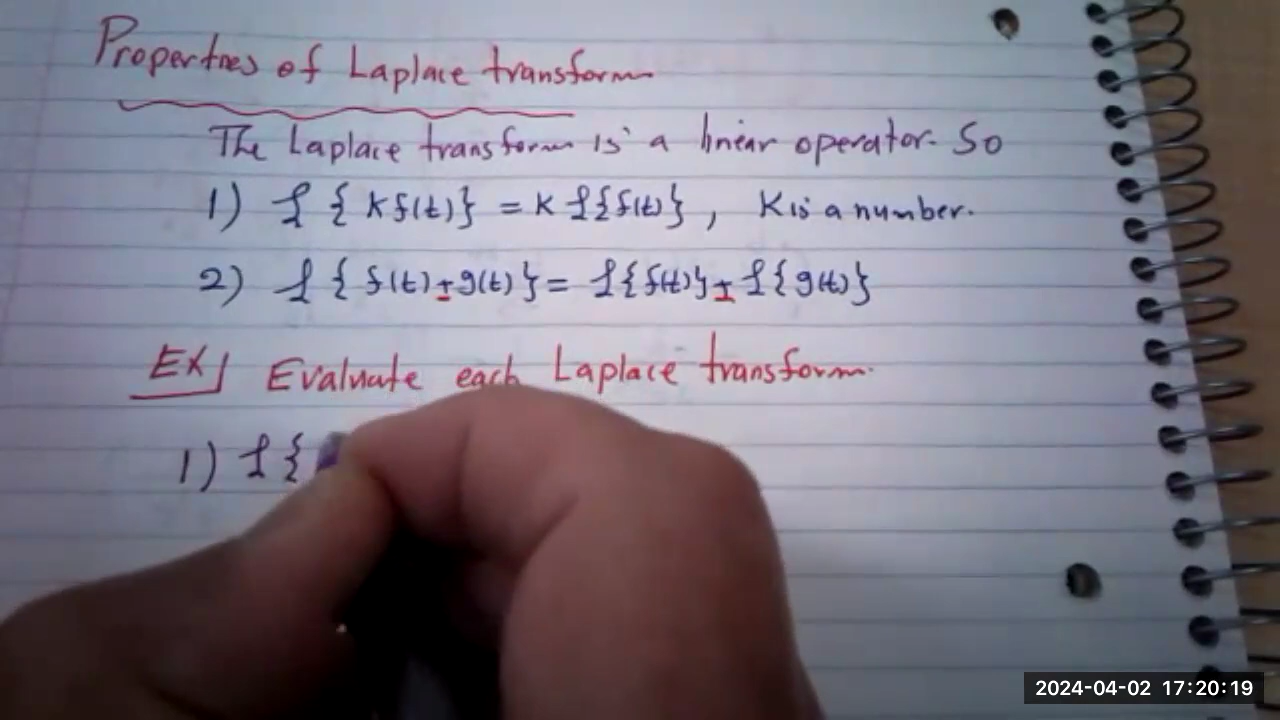 Properties of Laplace transform
The Laplace transform is a linear operator. So
1) ℒ { k f(t)} = k ℒ{f(t)} , k is a number.
2) ℒ { f(t) ± g(t) } = ℒ{f(t)} ± ℒ{ g(t)}
EX] Evaluate each Laplace transform.
1) ℒ{
2024-04-02 17:20:19